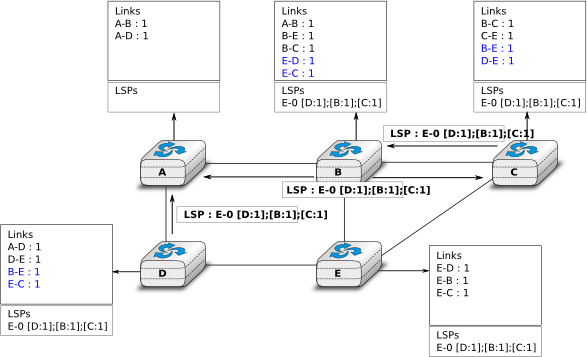 Links
A-B : 1
A-D : 1
LSPs
Links
A-B : 1
B-E : 1
B-C : 1
E-D : 1
E-C : 1
LSPs
E-0 [D:1];[B:1];[C:1]
Links
B-C : 1
C-E : 1
B-E : 1
D-E : 1
LSPs
E-0 [D:1];[B:1];[C:1]
LSP : E-0 [D:1];[B:1];[C:1]
A
B
C
LSP : E-0 [D:1];[B:1];[C:1]
LSP : E-0 [D:1];[B:1];[C:1]
Links
A-D : 1
D-E : 1
B-E : 1
E-C : 1
LSPs
E-0 [D:1];[B:1];[C:1]
D
E
Links
E-D : 1
E-B : 1
E-C : 1
LSPs
E-0 [D:1];[B:1];[C:1]